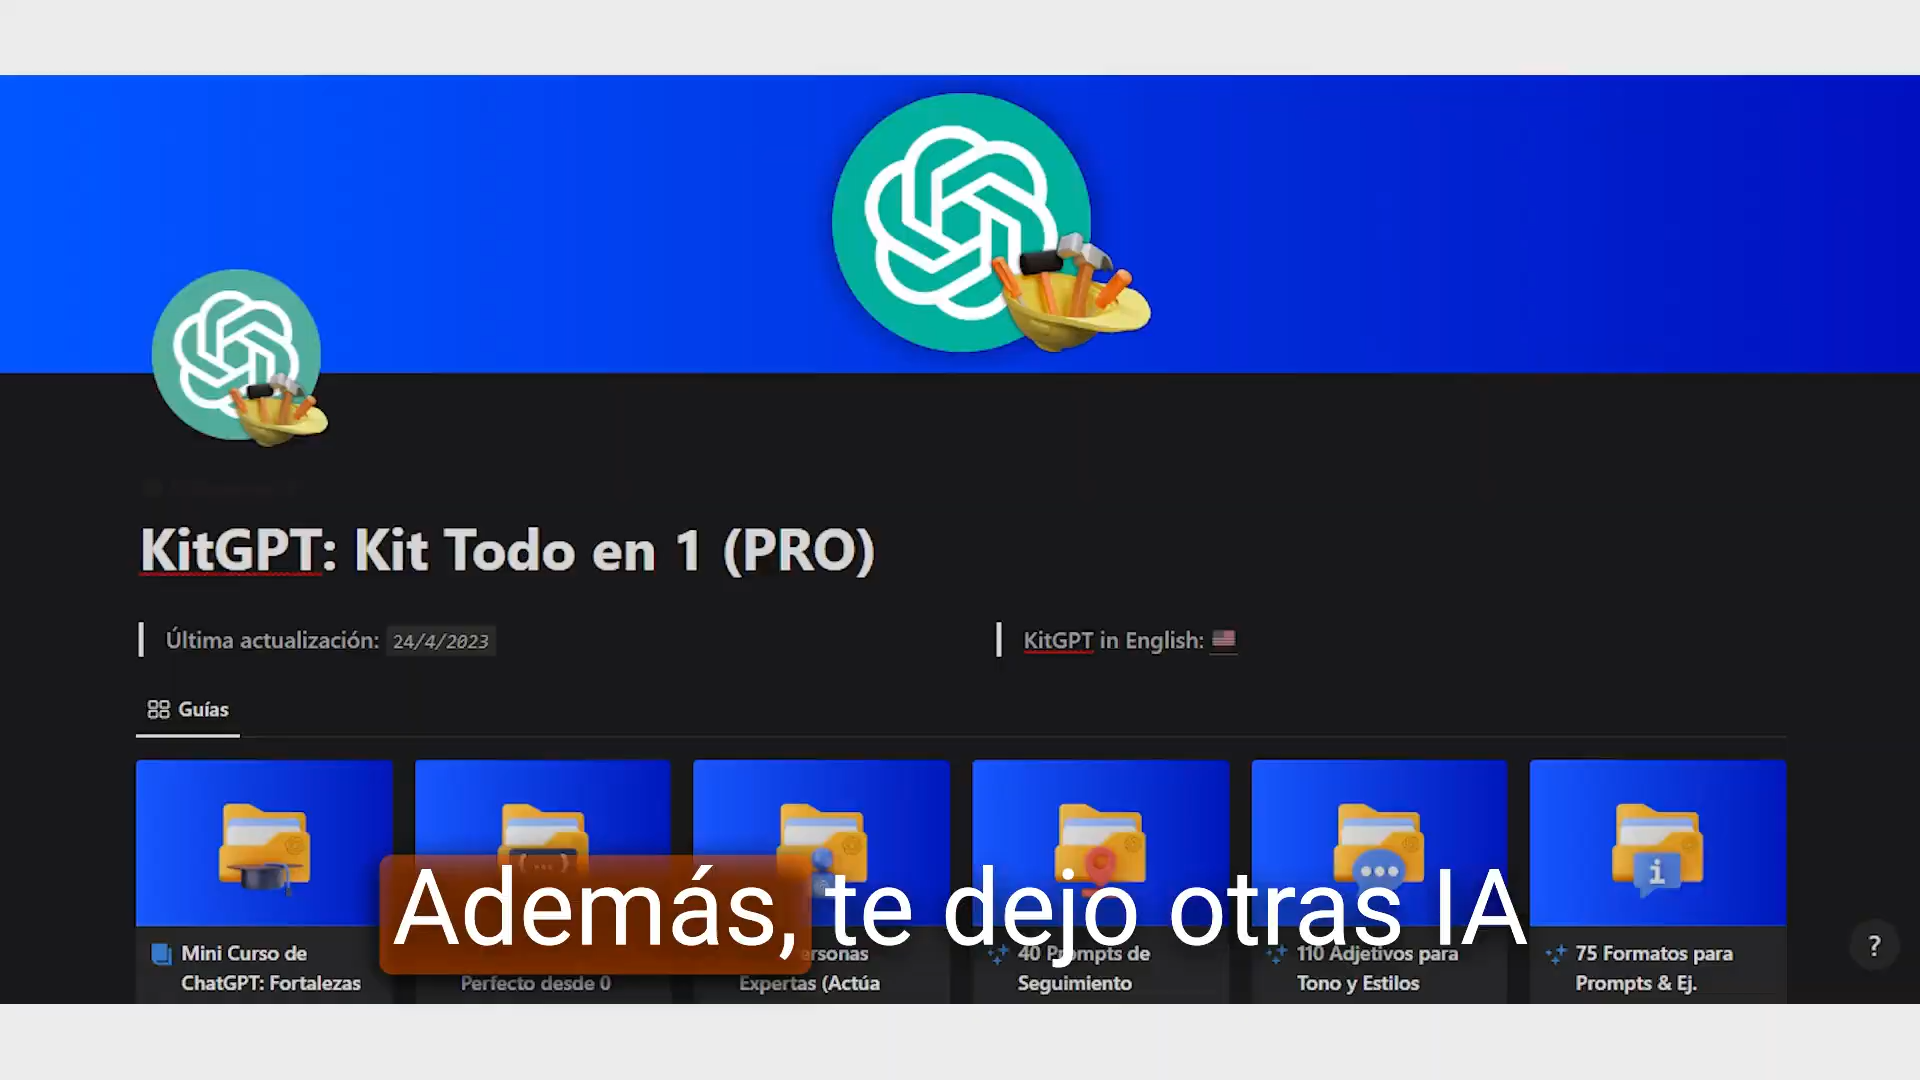 KitGPT: Kit Todo en 1 (PRO)
Última actualización: 24/4/2023
KitGPT in English:
Guías
Además, te dejo otras IA
Mini Curso de
ChatGPT: Fortalezas
Perfecto desde 0
Expertas (Actúa
40 Prompts de
Seguimiento
110 Adjetivos para
Tono y Estilos
75 Formatos para
Prompts & Ej.
?